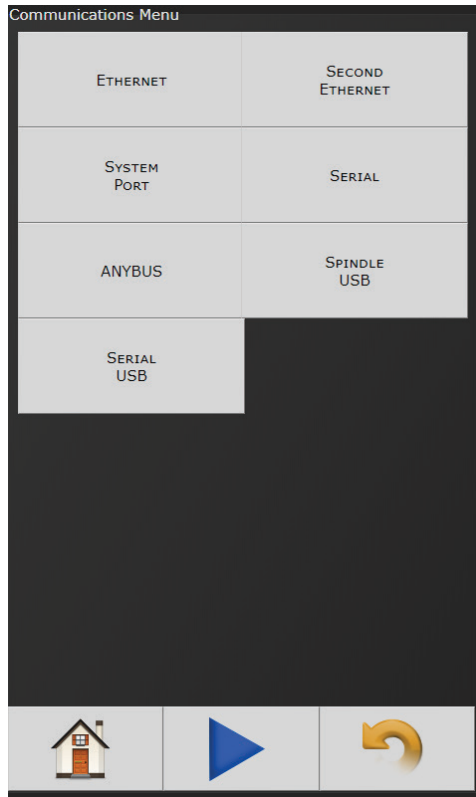 Communications Menu
Ethernet
Second
Ethernet
System
Port
Serial
ANYBUS
Spindle
USB
Serial
USB